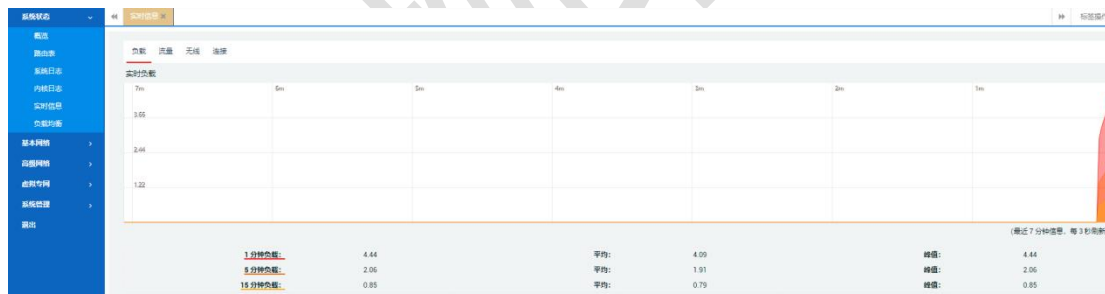 系统状态
概览
路由表
系统日志
内核日志
实时信息
负载均衡
基本网络
高级网络
虚拟专网
系统管理
退出
实时信息 ×
标签操作
负载 流量 无线 连接
实时负载
7m 6m 5m 4m 3m 2m 1m
3.66
2.44
1.22
(最近 7 分钟信息，每 3 秒刷新
1 分钟负载: 4.44 平均: 4.09 峰值: 4.44
5 分钟负载: 2.06 平均: 1.91 峰值: 2.06
15 分钟负载: 0.85 平均: 0.79 峰值: 0.85